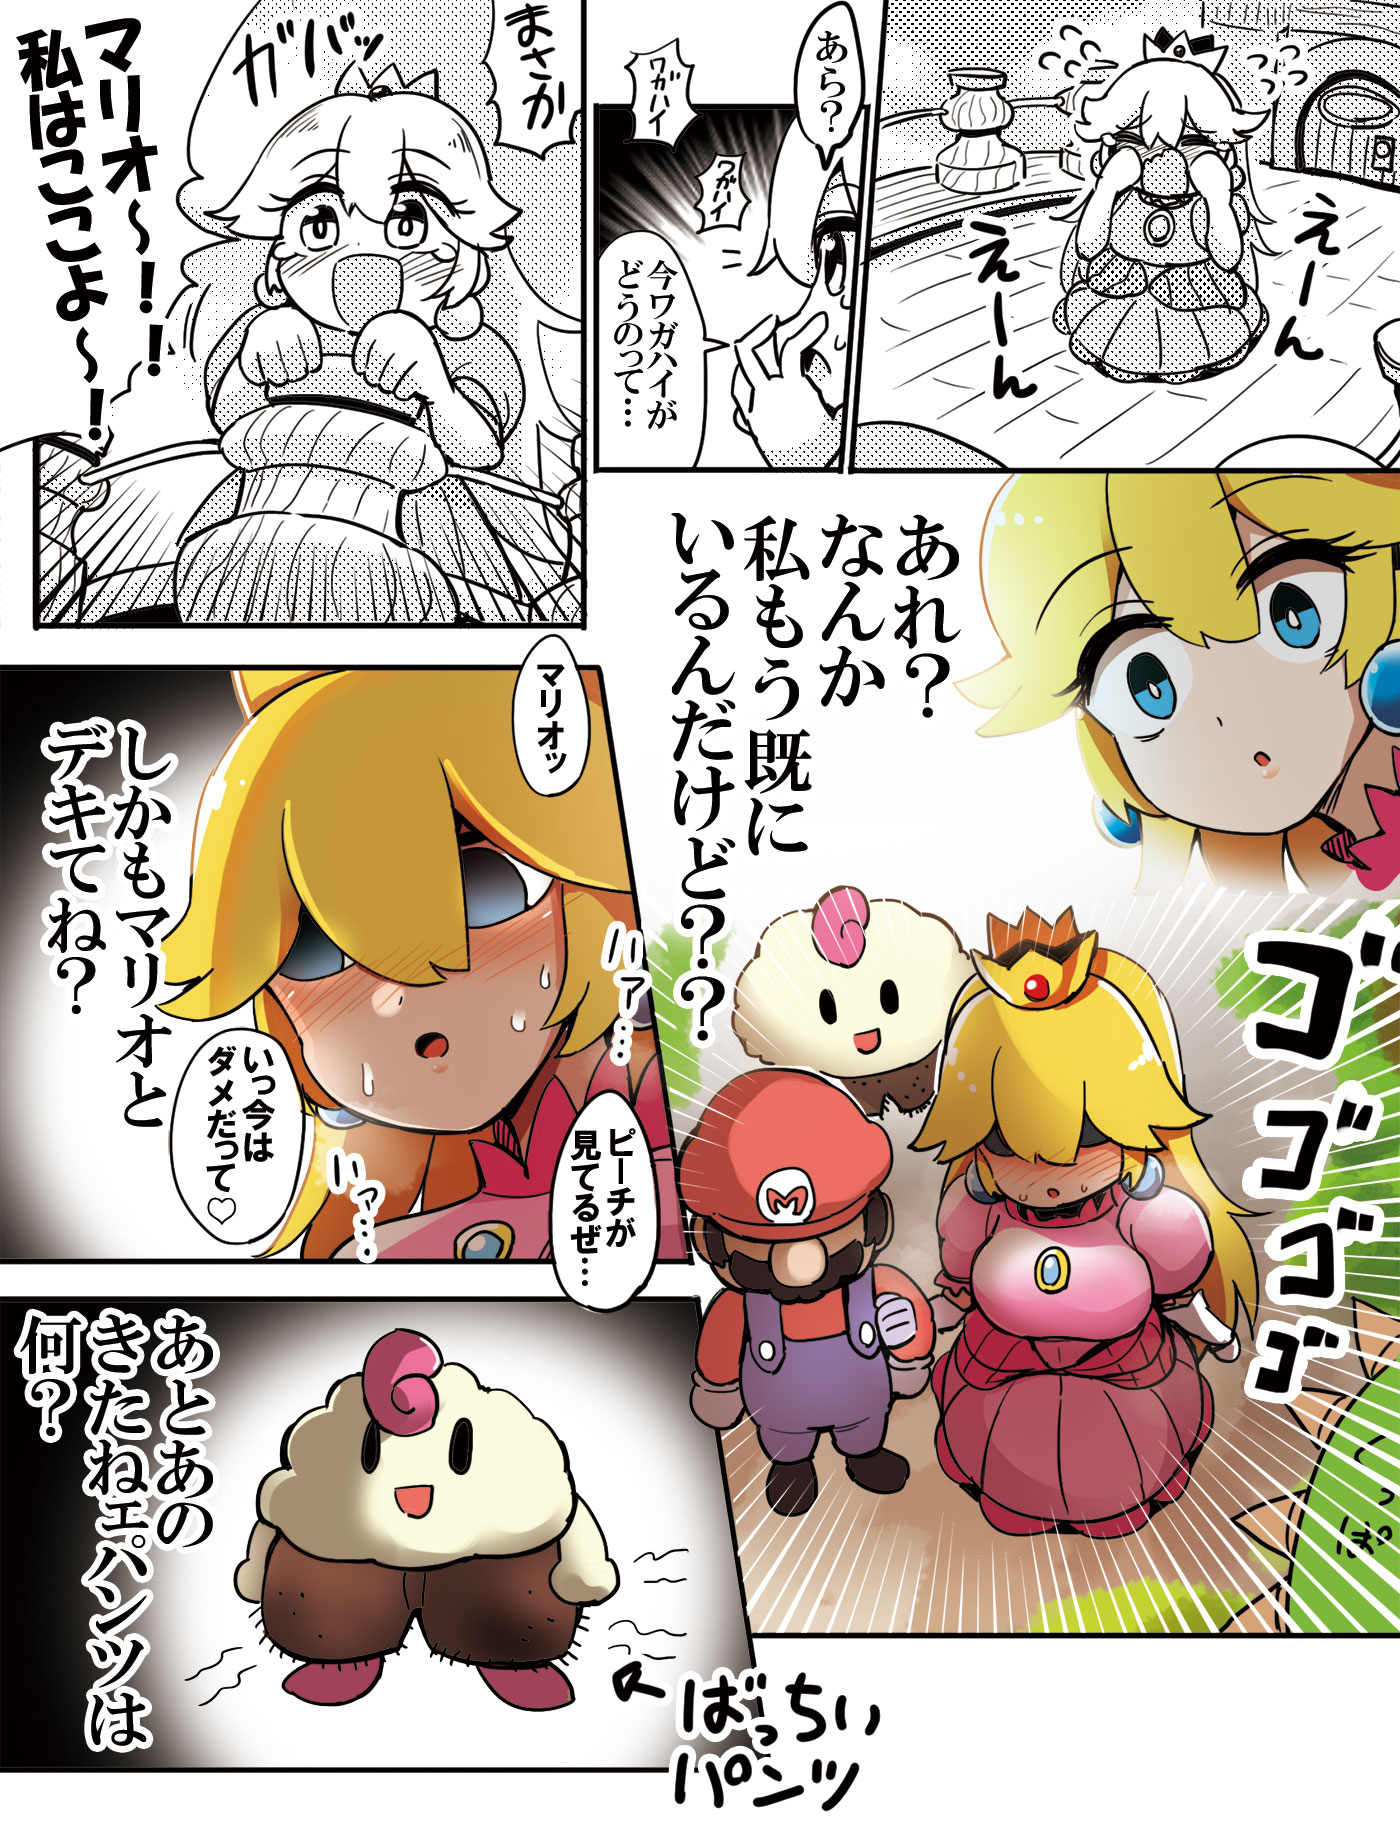 えーん
えーん
あら?
ワガハイ
ワガハイ
今ワガハイが
どうのって…
まさか
ガバッ
マリオ〜!!
私はここよ〜!
あれ?
なんか
私もう既に
いるんだけど??
ゴゴゴゴゴ
くっぱ
マリオッ
ハァ…
ピーチが
見てるぜ…
いっ今は
ダメだって♡
ハァ…
しかもマリオと
デキてね?
M
あとあの
きたねェパンツは
何?
ばっちぃ
パンツ